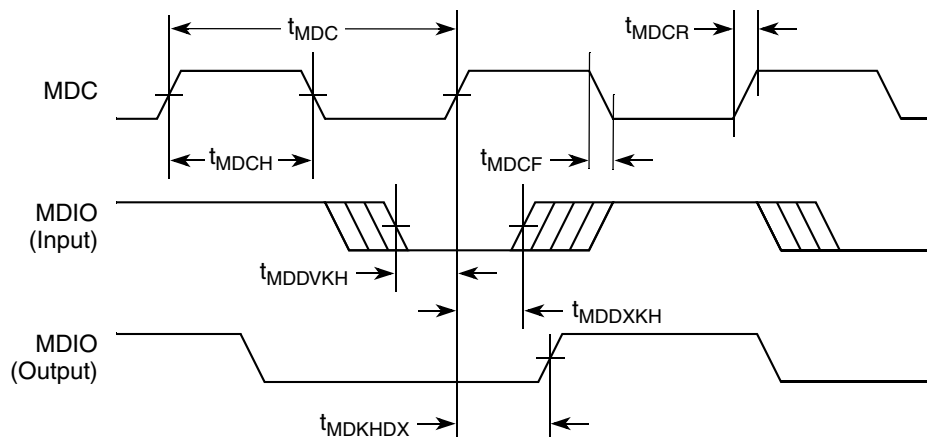 tMDC
tMDCR
MDC
tMDCH
tMDCF
MDIO
(Input)
tMDDVKH
tMDDXKH
MDIO
(Output)
tMDKHDX